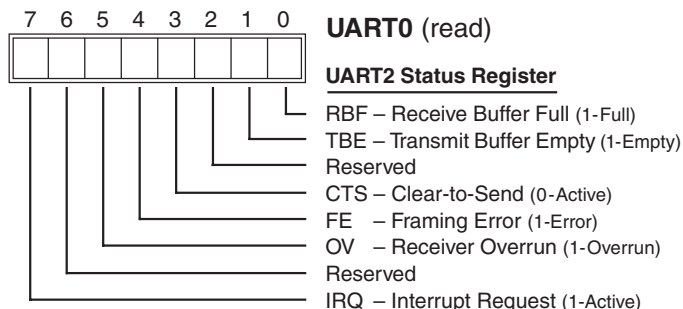 7 6 5 4 3 2 1 0
UART0 (read)
UART2 Status Register
RBF – Receive Buffer Full (1-Full)
TBE – Transmit Buffer Empty (1-Empty)
Reserved
CTS – Clear-to-Send (0-Active)
FE – Framing Error (1-Error)
OV – Receiver Overrun (1-Overrun)
Reserved
IRQ – Interrupt Request (1-Active)